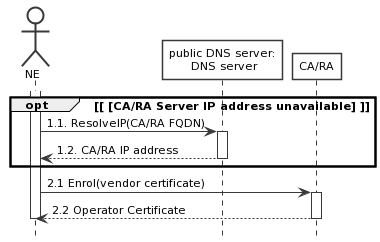 public DNS server:
DNS server
CA/RA
NE
opt
[[ [CA/RA Server IP address unavailable] ]]
1.1. ResolveIP(CA/RA FQDN)
1.2. CA/RA IP address
2.1 Enrol(vendor certificate)
2.2 Operator Certificate